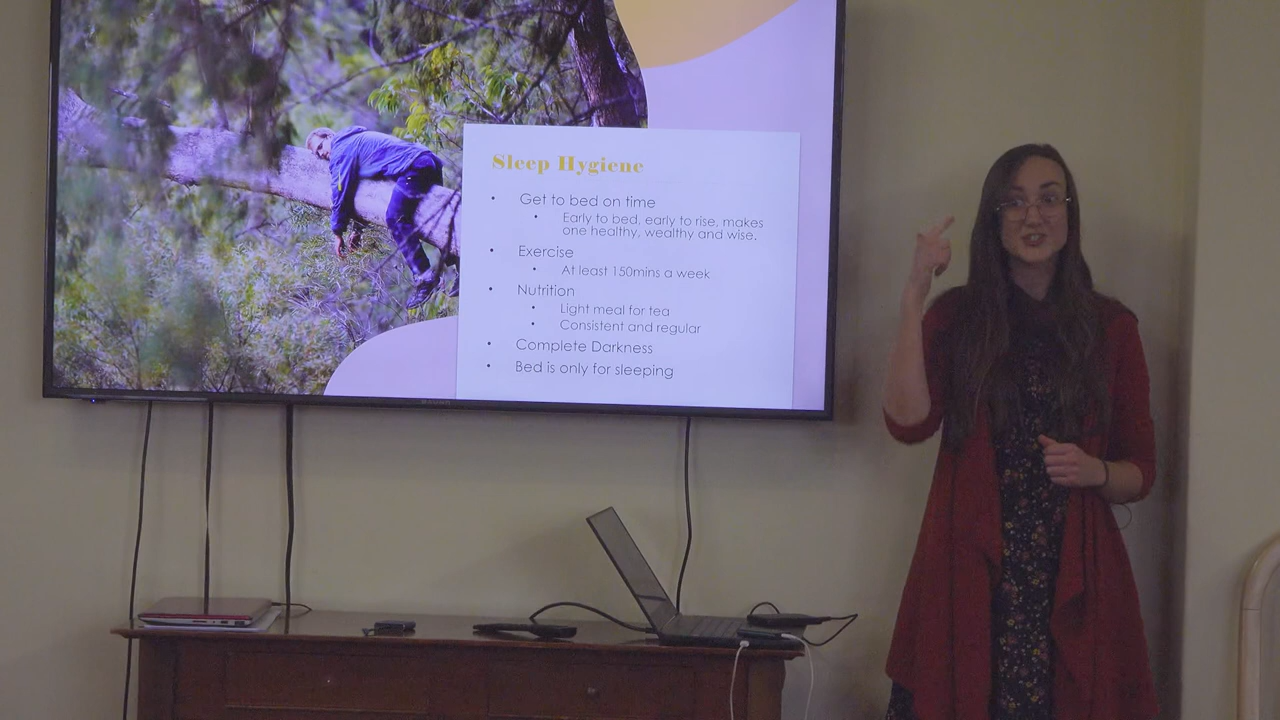 Sleep Hygiene
• Get to bed on time
• Early to bed, early to rise, makes
one healthy, wealthy and wise.
• Exercise
• At least 150mins a week
• Nutrition
• Light meal for tea
• Consistent and regular
• Complete Darkness
• Bed is only for sleeping